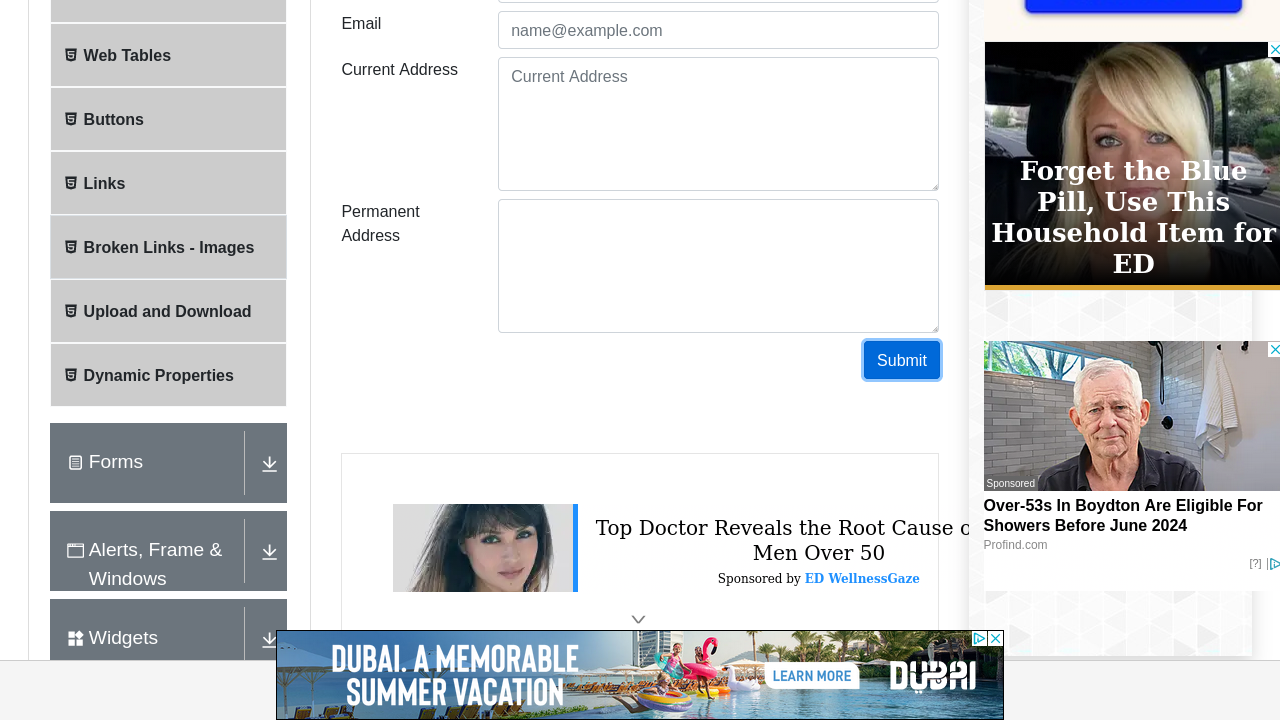 Email
name@example.com
Current Address
Current Address
Permanent
Address
Submit
Web Tables
Buttons
Links
Broken Links - Images
Upload and Download
Dynamic Properties
Forms
Alerts, Frame &
Windows
Widgets
Top Doctor Reveals the Root Cause o
Men Over 50
Sponsored by ED WellnessGaze
Forget the Blue
Pill, Use This
Household Item for
ED
Sponsored
Over-53s In Boydton Are Eligible For
Showers Before June 2024
Profind.com
[?]
DUBAI. A MEMORABLE
SUMMER VACATION
LEARN MORE
DUBAI